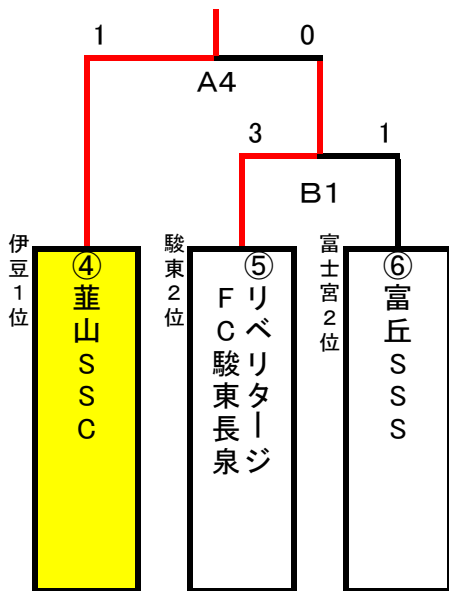 1
0
A4
3
1
B1
伊豆1位
④韮山SSC
駿東2位
⑤リベリタージ
FC駿東長泉
富士宮2位
⑥富丘SSS